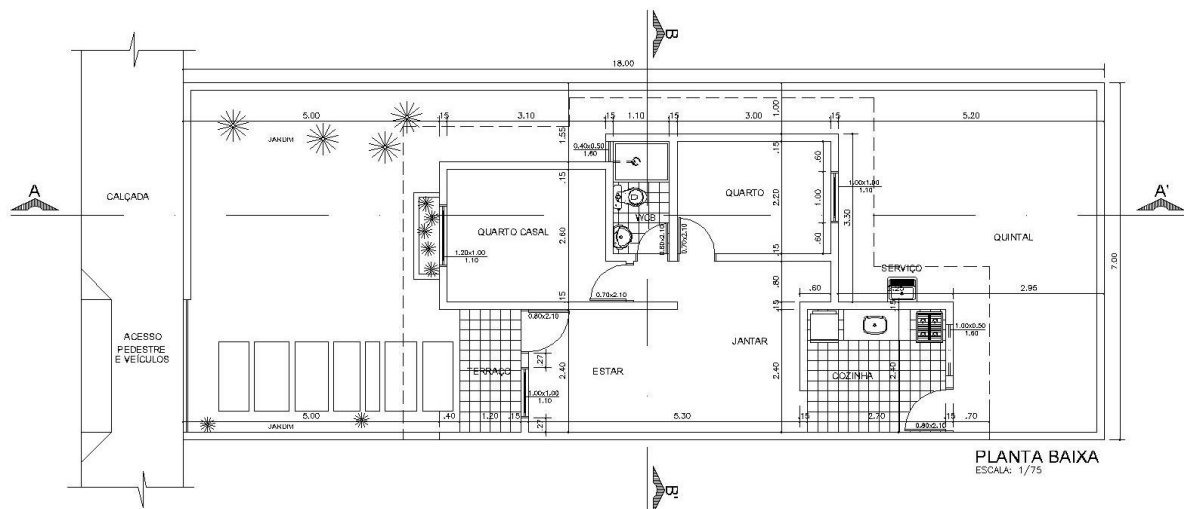 B
18.00
5.00
.15
3.10
.15
1.10
.15
3.00
1.00
.15
5.20
JARDIM
1.55
0.40x0.50
1.60
.15
.15
.60
A
CALÇADA
QUARTO
2.20
1.00
1.00x1.00
1.10
3.30
A'
WCB
QUARTO CASAL
2.60
0.60x2.10
0.70x2.10
.60
QUINTAL
1.20x1.00
1.10
.15
7.00
SERVIÇO
0.70x2.10
.15
.80
.60
2.95
.15
.15
0.80x2.10
1.00x0.50
1.60
ACESSO
PEDESTRE
E VEÍCULOS
JANTAR
.27
TERRAÇO
2.40
ESTAR
2.40
COZINHA
2.40
1.00x1.00
1.10
5.00
.40
1.20
.15
5.30
.15
2.20
.15
.70
JARDIM
.27
0.80x2.10
PLANTA BAIXA
ESCALA: 1/75
B'